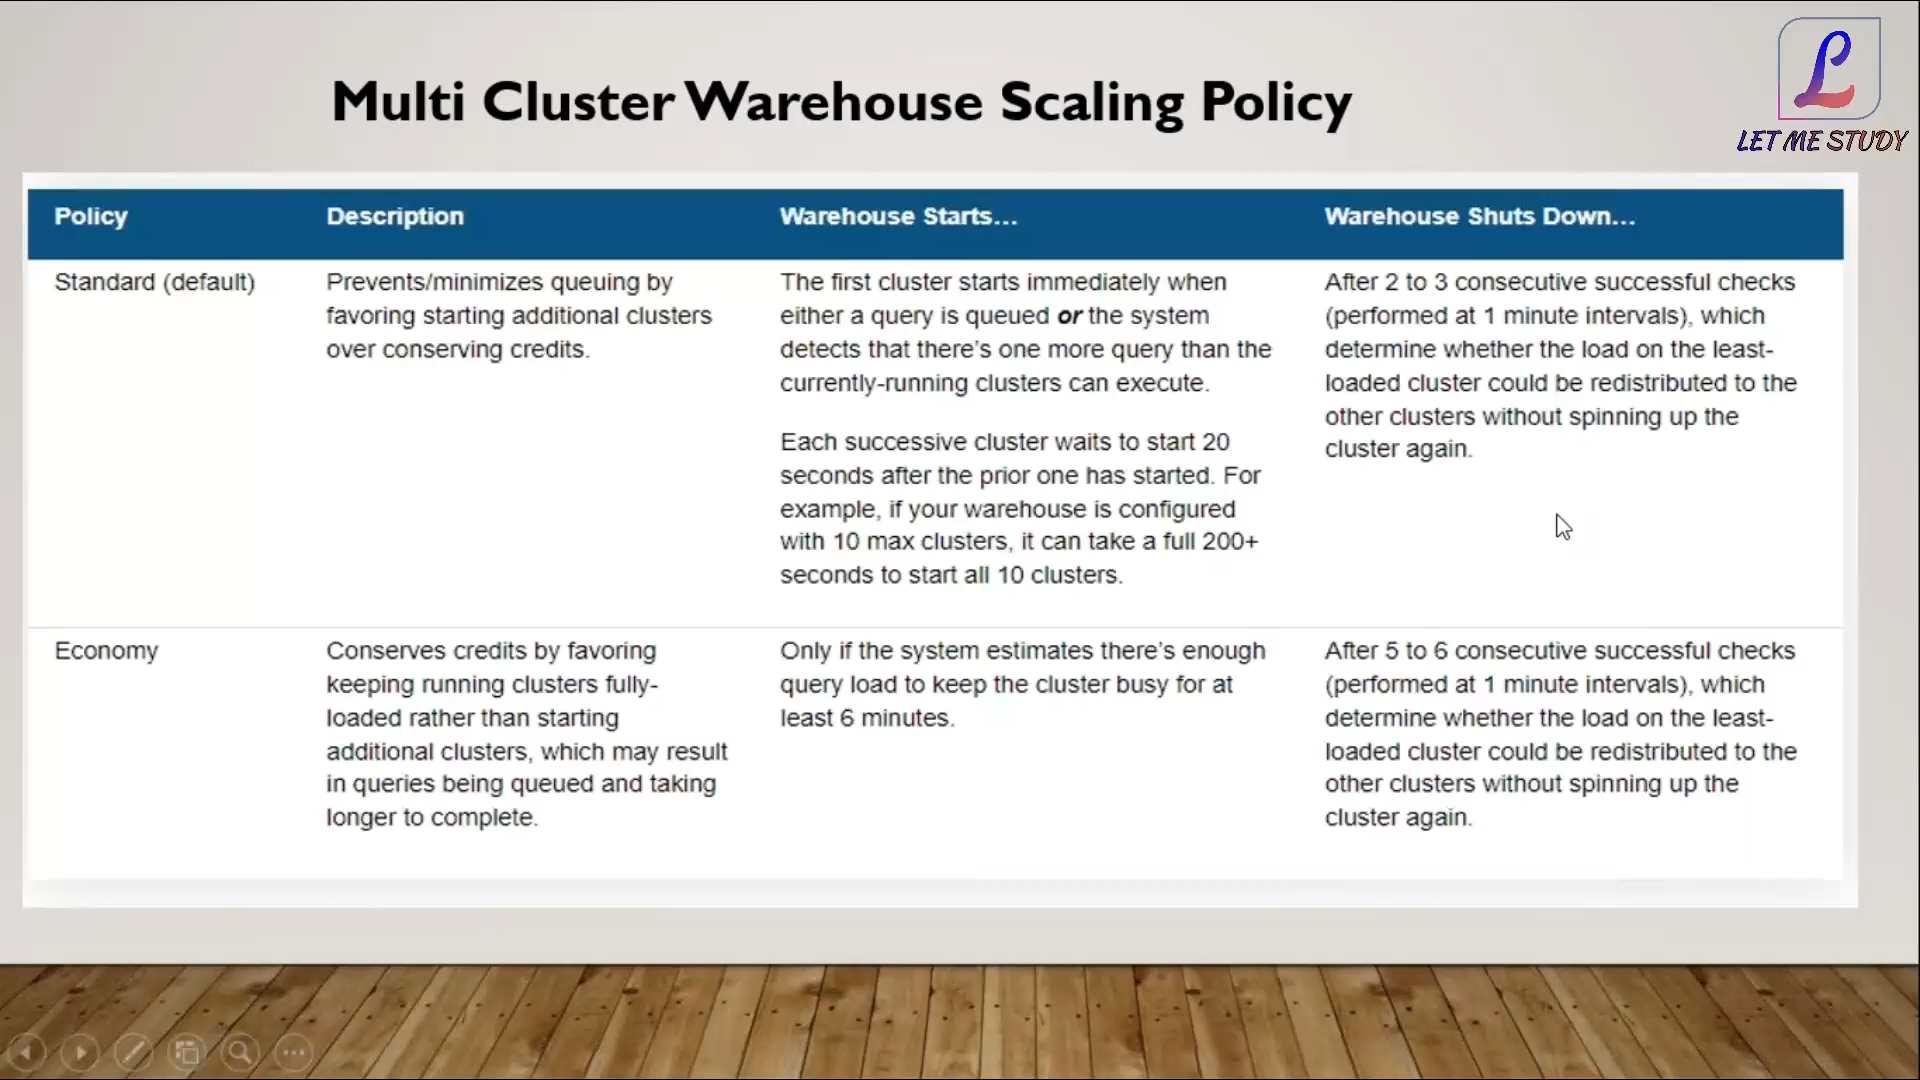 Multi Cluster Warehouse Scaling Policy
L
LET ME STUDY
Policy
Description
Warehouse Starts...
Warehouse Shuts Down...
Standard (default)
Prevents/minimizes queuing by
favoring starting additional clusters
over conserving credits.
The first cluster starts immediately when
either a query is queued or the system
detects that there's one more query than the
currently-running clusters can execute.
Each successive cluster waits to start 20
seconds after the prior one has started. For
example, if your warehouse is configured
with 10 max clusters, it can take a full 200+
seconds to start all 10 clusters.
After 2 to 3 consecutive successful checks
(performed at 1 minute intervals), which
determine whether the load on the least-
loaded cluster could be redistributed to the
other clusters without spinning up the
cluster again.
Economy
Conserves credits by favoring
keeping running clusters fully-
loaded rather than starting
additional clusters, which may result
in queries being queued and taking
longer to complete.
Only if the system estimates there's enough
query load to keep the cluster busy for at
least 6 minutes.
After 5 to 6 consecutive successful checks
(performed at 1 minute intervals), which
determine whether the load on the least-
loaded cluster could be redistributed to the
other clusters without spinning up the
cluster again.